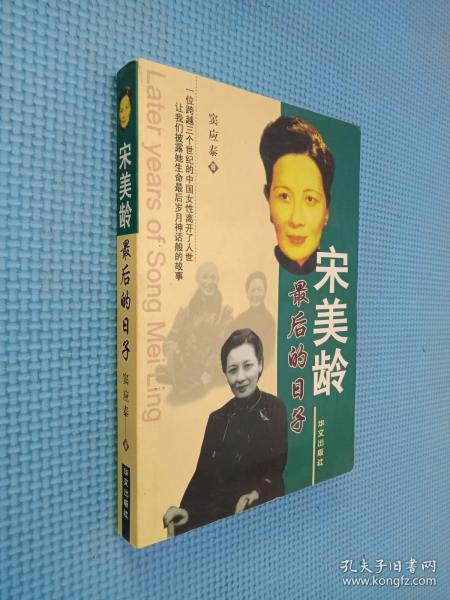 宋美龄
最后的日子
窦应泰 著
华文出版社
Later years of Song Mei Ling
一位跨越三个世纪的中国女性离开了人世
让我们披露她生命最后岁月神话般的故事
窦应泰 著
宋美龄
最后的日子
华文出版社
孔夫子旧书网
www.kongfz.com